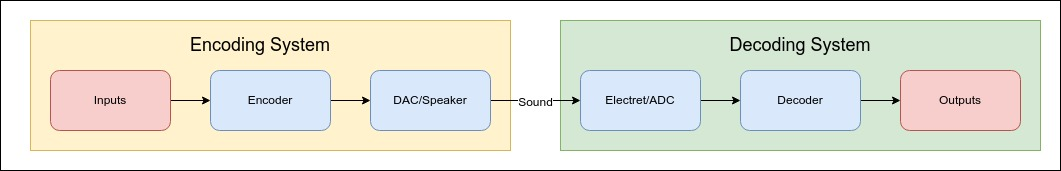 Encoding System
Inputs
Encoder
DAC/Speaker
Sound
Decoding System
Electret/ADC
Decoder
Outputs